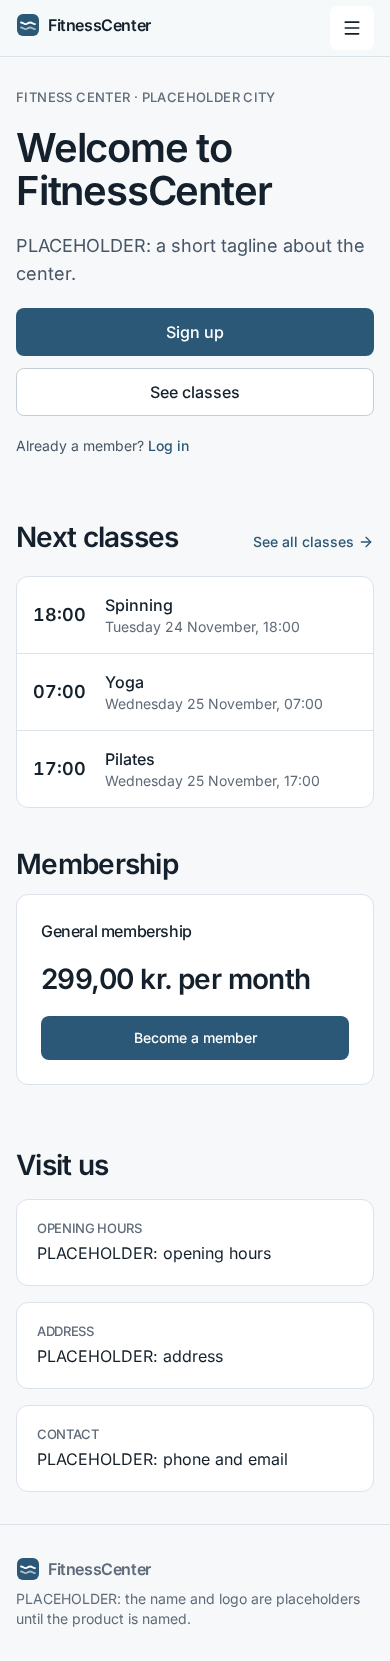 FitnessCenter
FITNESS CENTER · PLACEHOLDER CITY
Welcome to
FitnessCenter
PLACEHOLDER: a short tagline about the
center.
Sign up
See classes
Already a member? Log in
Next classes
See all classes →
18:00
Spinning
Tuesday 24 November, 18:00
07:00
Yoga
Wednesday 25 November, 07:00
17:00
Pilates
Wednesday 25 November, 17:00
Membership
General membership
299,00 kr. per month
Become a member
Visit us
OPENING HOURS
PLACEHOLDER: opening hours
ADDRESS
PLACEHOLDER: address
CONTACT
PLACEHOLDER: phone and email
FitnessCenter
PLACEHOLDER: the name and logo are placeholders
until the product is named.